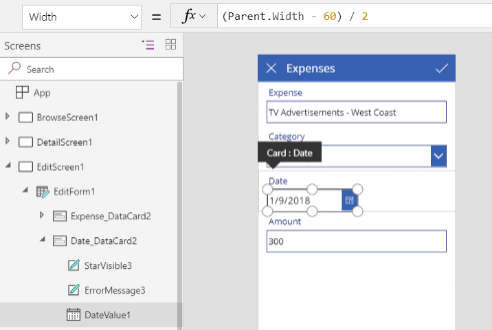 Width = fx (Parent.Width - 60) / 2
Screens
Search
App
BrowseScreen1
DetailScreen1
EditScreen1
EditForm1
Expense_DataCard2
Date_DataCard2
StarVisible3
ErrorMessage3
DateValue1
Expenses
Expense
TV Advertisements - West Coast
Category
Card : Date
Date
1/9/2018
Amount
300